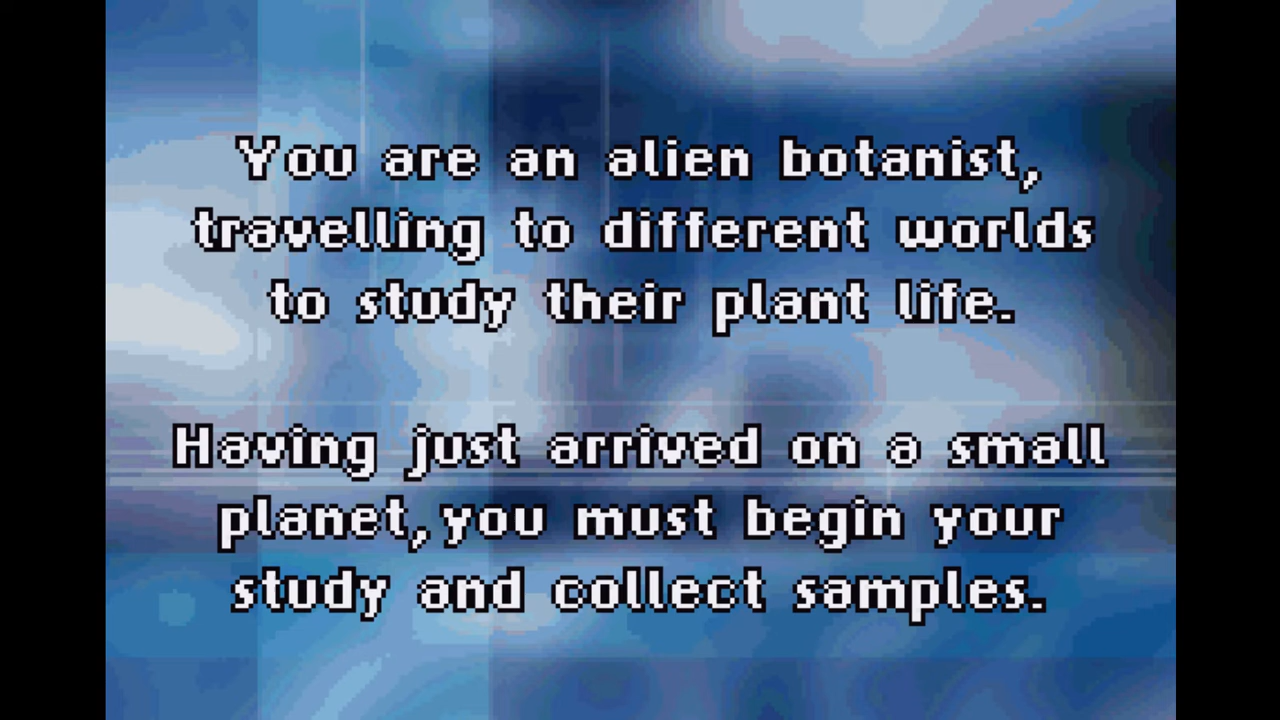 You are an alien botanist,
travelling to different worlds
to study their plant life.
Having just arrived on a small
planet, you must begin your
study and collect samples.